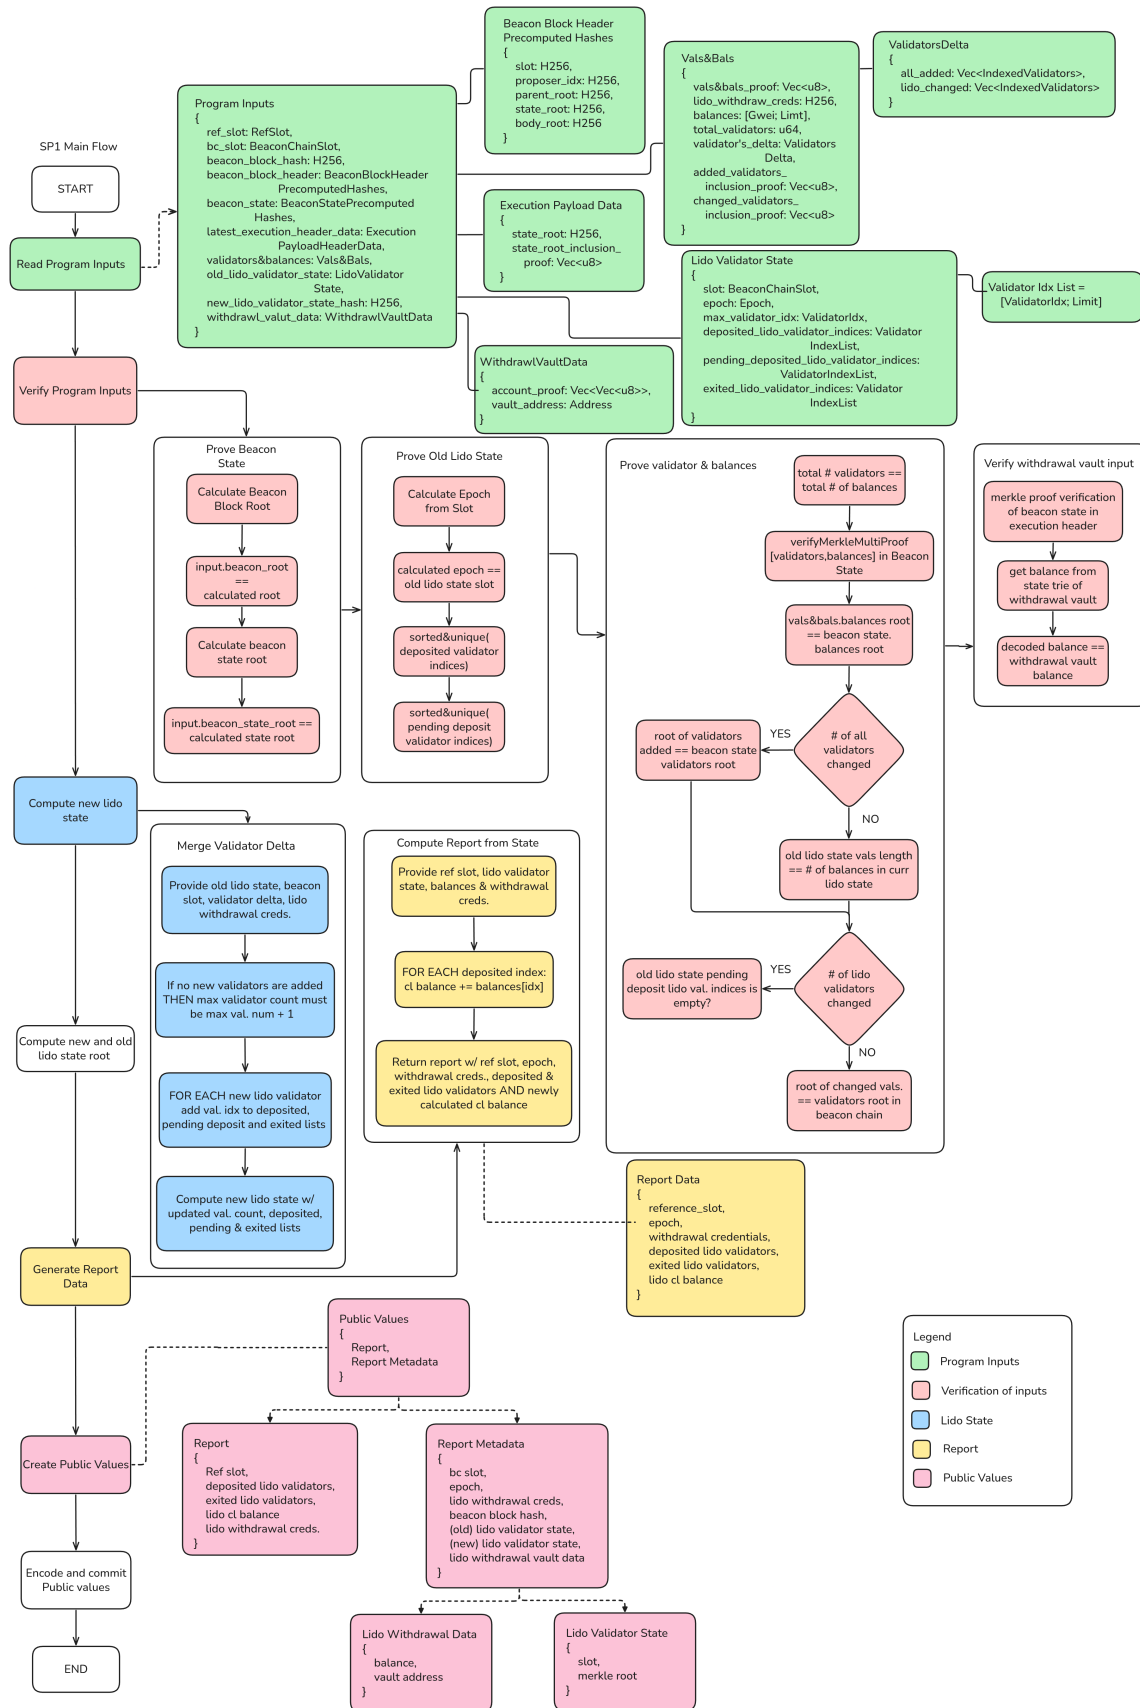 SP1 Main Flow
START
Read Program Inputs
Verify Program Inputs
Compute new lido
state
Compute new and old
lido state root
Generate Report
Data
Create Public Values
Encode and commit
Public values
END
Program Inputs
{
ref_slot: RefSlot,
bc_slot: BeaconChainSlot,
beacon_block_hash: H256,
beacon_block_header: BeaconBlockHeader
PrecomputedHashes,
beacon_state: BeaconStatePrecomputed
Hashes,
latest_execution_header_data: Execution
PayloadHeaderData,
validators&balances: Vals&Bals,
old_lido_validator_state: LidoValidator
State,
new_lido_validator_state_hash: H256,
withdrawl_valut_data: WithdrawlVaultData
}
Beacon Block Header
Precomputed Hashes
{
slot: H256,
proposer_idx: H256,
parent_root: H256,
state_root: H256,
body_root: H256
}
Vals&Bals
{
vals&bals_proof: Vec<u8>,
lido_withdraw_creds: H256,
balances: [Gwei; Limt],
total_validators: u64,
validator's_delta: Validators
Delta,
added_validators_
inclusion_proof: Vec<u8>,
changed_validators_
inclusion_proof: Vec<u8>
}
ValidatorsDelta
{
all_added: Vec<IndexedValidators>,
lido_changed: Vec<IndexedValidators>
}
Execution Payload Data
{
state_root: H256,
state_root_inclusion_
proof: Vec<u8>
}
Lido Validator State
{
slot: BeaconChainSlot,
epoch: Epoch,
max_validator_idx: ValidatorIdx,
deposited_lido_validator_indices: Validator
IndexList,
pending_deposited_lido_validator_indices:
ValidatorIndexList,
exited_lido_validator_indices: Validator
IndexList
}
Validator Idx List =
[ValidatorIdx; Limit]
WithdrawlVaultData
{
account_proof: Vec<Vec<u8>>,
vault_address: Address
}
Prove Beacon
State
Calculate Beacon
Block Root
input.beacon_root
==
calculated root
Calculate beacon
state root
input.beacon_state_root ==
calculated state root
Prove Old Lido State
Calculate Epoch
from Slot
calculated epoch ==
old lido state slot
sorted&unique(
deposited validator
indices)
sorted&unique(
pending deposit
validator indices)
Prove validator & balances
total # validators ==
total # of balances
verifyMerkleMultiProof
[validators,balances] in Beacon
State
vals&bals.balances root
== beacon state.
balances root
# of all
validators
changed
YES
root of validators
added == beacon state
validators root
NO
old lido state vals length
== # of balances in curr
lido state
# of lido
validators
changed
YES
old lido state pending
deposit lido val. indices is
empty?
NO
root of changed vals.
== validators root in
beacon chain
Verify withdrawal vault input
merkle proof verification
of beacon state in
execution header
get balance from
state trie of
withdrawal vault
decoded balance ==
withdrawal vault
balance
Merge Validator Delta
Provide old lido state, beacon
slot, validator delta, lido
withdrawal creds.
If no new validators are added
THEN max validator count must
be max val. num + 1
FOR EACH new lido validator
add val. idx to deposited,
pending deposit and exited lists
Compute new lido state w/
updated val. count, deposited,
pending & exited lists
Compute Report from State
Provide ref slot, lido validator
state, balances & withdrawal
creds.
FOR EACH deposited index:
cl balance += balances[idx]
Return report w/ ref slot, epoch,
withdrawal creds., deposited &
exited lido validators AND newly
calculated cl balance
Report Data
{
reference_slot,
epoch,
withdrawal credentials,
deposited lido validators,
exited lido validators,
lido cl balance
}
Public Values
{
Report,
Report Metadata
}
Report
{
Ref slot,
deposited lido validators,
exited lido validators,
lido cl balance
lido withdrawal creds.
}
Report Metadata
{
bc slot,
epoch,
lido withdrawal creds,
beacon block hash,
(old) lido validator state,
(new) lido validator state,
lido withdrawal vault data
}
Lido Withdrawal Data
{
balance,
vault address
}
Lido Validator State
{
slot,
merkle root
}
Legend
Program Inputs
Verification of inputs
Lido State
Report
Public Values